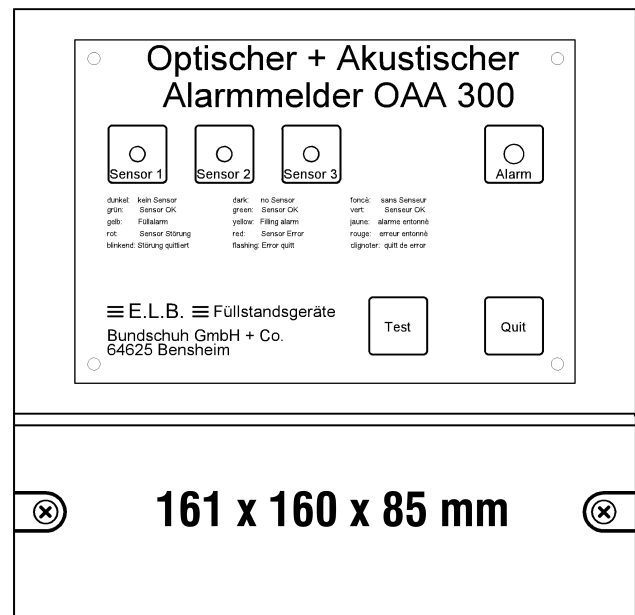 Optischer + Akustischer
Alarmmelder OAA 300
Sensor 1 Sensor 2 Sensor 3 Alarm
dunkel: kein Sensor dark: no Sensor foncè: sans Senseur
grün: Sensor OK green: Sensor OK vert: Senseur OK
gelb: Füllalarm yellow: Filling alarm jaune: alarme entonnè
rot: Sensor Störung red: Sensor Error rouge: erreur entonnè
blinkend: Störung quittiert flashing: Error quitt clignoter: quitt de error
E.L.B. Füllstandsgeräte
Bundschuh GmbH + Co.
64625 Bensheim
Test Quit
161 x 160 x 85 mm